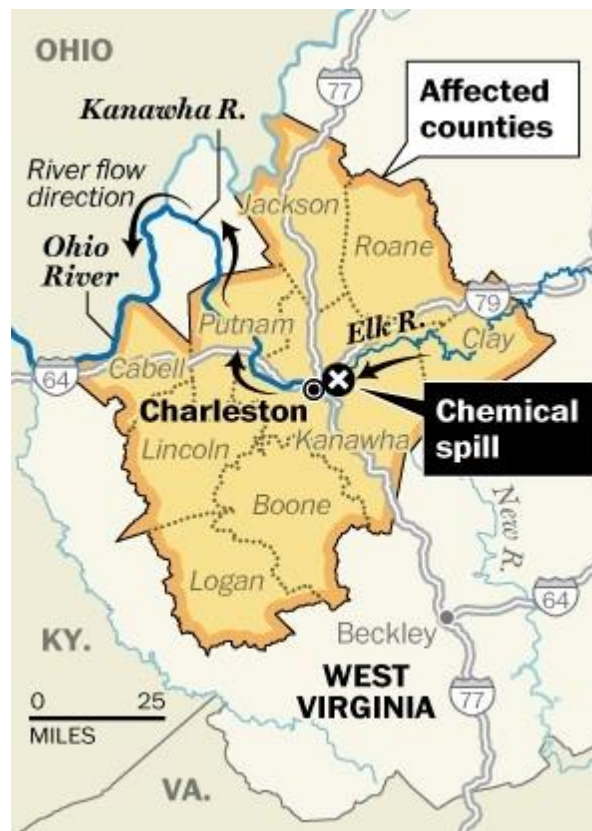 OHIO
77
Affected
counties
Kanawha R.
River flow
direction
Jackson
Roane
Ohio
River
79
Putnam
Elk R.
Clay
Cabell
64
Charleston
Chemical
spill
Kanawha
Lincoln
Boone
New R.
Logan
64
KY.
Beckley
WEST
VIRGINIA
77
0 25
MILES
VA.